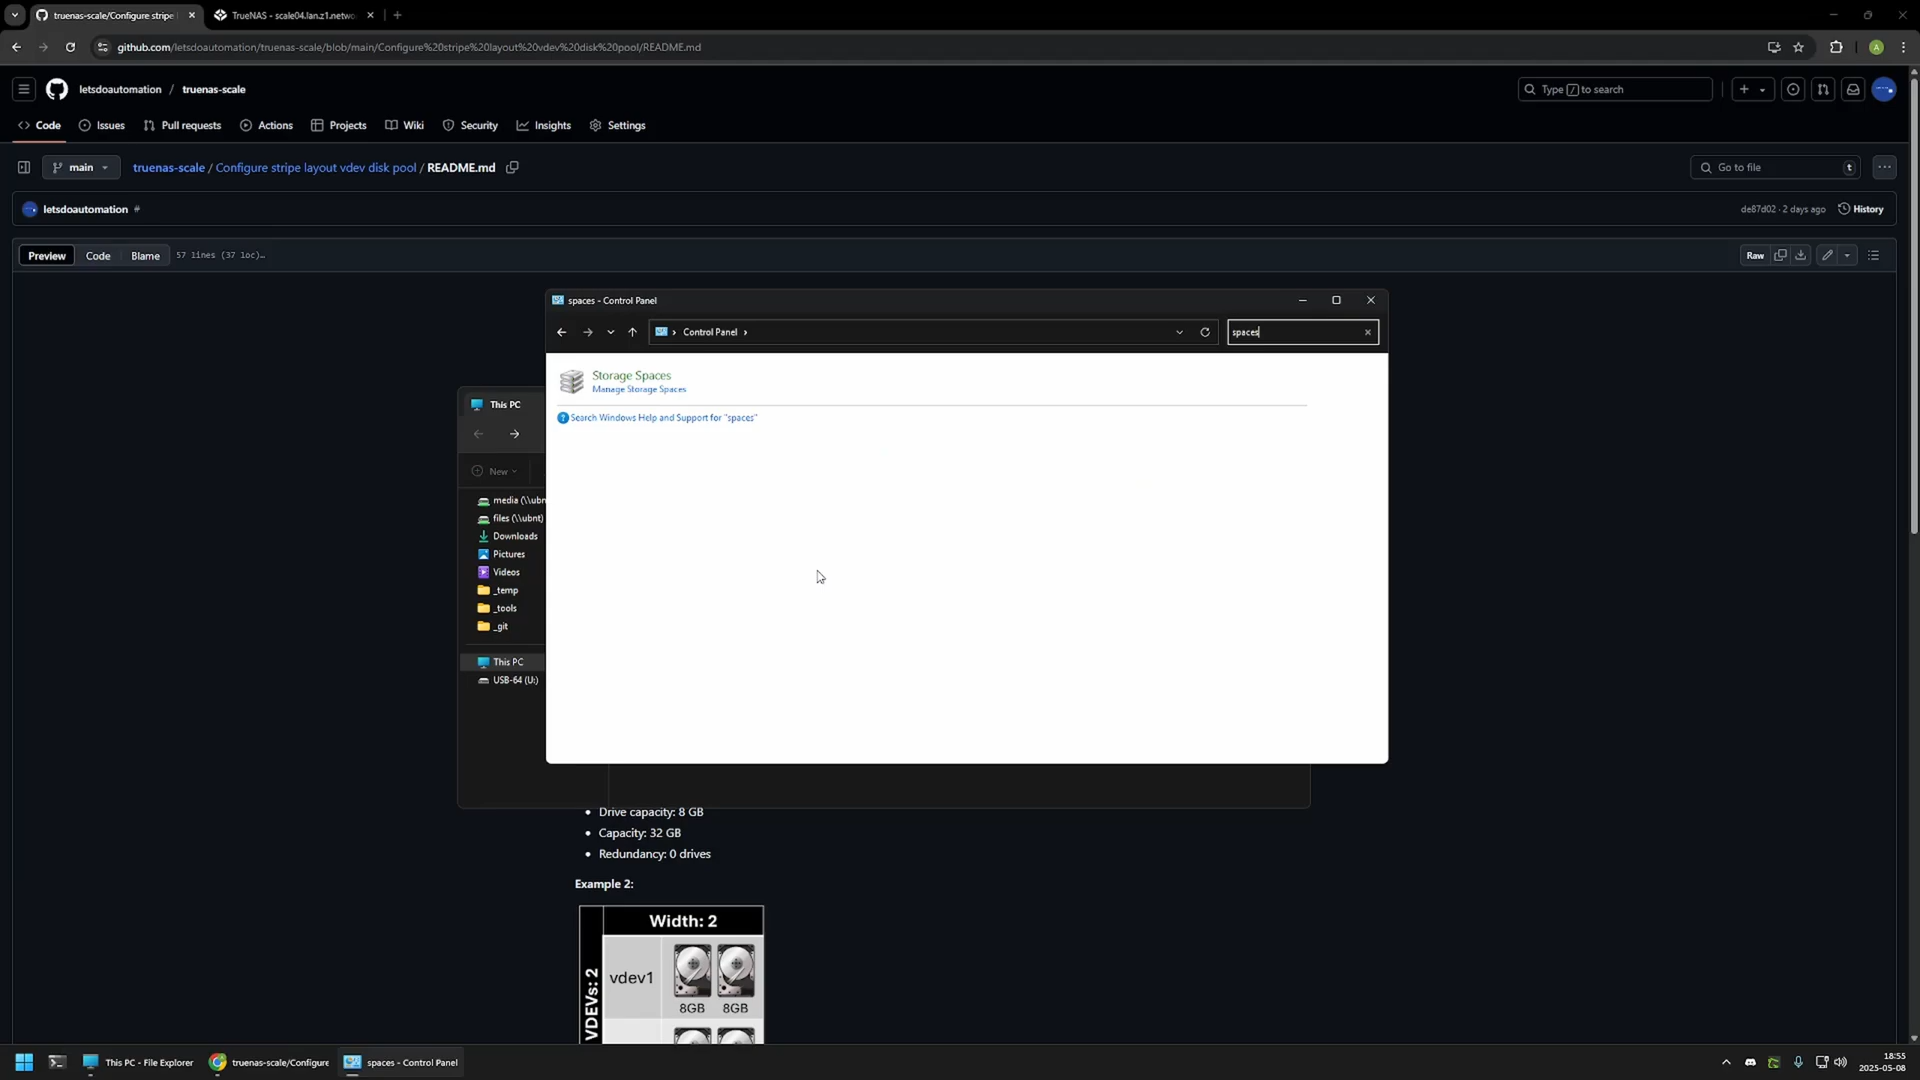 truenas-scale/Configure stripe
TrueNAS - scale04.lan.z1.netwo
github.com/letsdoautomation/truenas-scale/blob/main/Configure%20stripe%20layout%20vdev%20disk%20pool/README.md
A
letsdoautomation / truenas-scale
Type / to search
Code Issues Pull requests Actions Projects Wiki Security Insights Settings
main
truenas-scale / Configure stripe layout vdev disk pool / README.md
Go to file t
letsdoautomation #
de87d02 · 2 days ago History
Preview Code Blame 57 lines (37 loc)…
Raw
spaces - Control Panel
Control Panel
spaces
Storage Spaces
Manage Storage Spaces
Search Windows Help and Support for "spaces"
This PC
New
media (\\ubn
files (\\ubnt)
Downloads
Pictures
Videos
_temp
_tools
_git
This PC
USB-64 (U:)
Drive capacity: 8 GB
Capacity: 32 GB
Redundancy: 0 drives
Example 2:
Width: 2
VDEVs: 2
vdev1
8GB 8GB
This PC - File Explorer
truenas-scale/Configure
spaces - Control Panel
18:55
2025-05-08